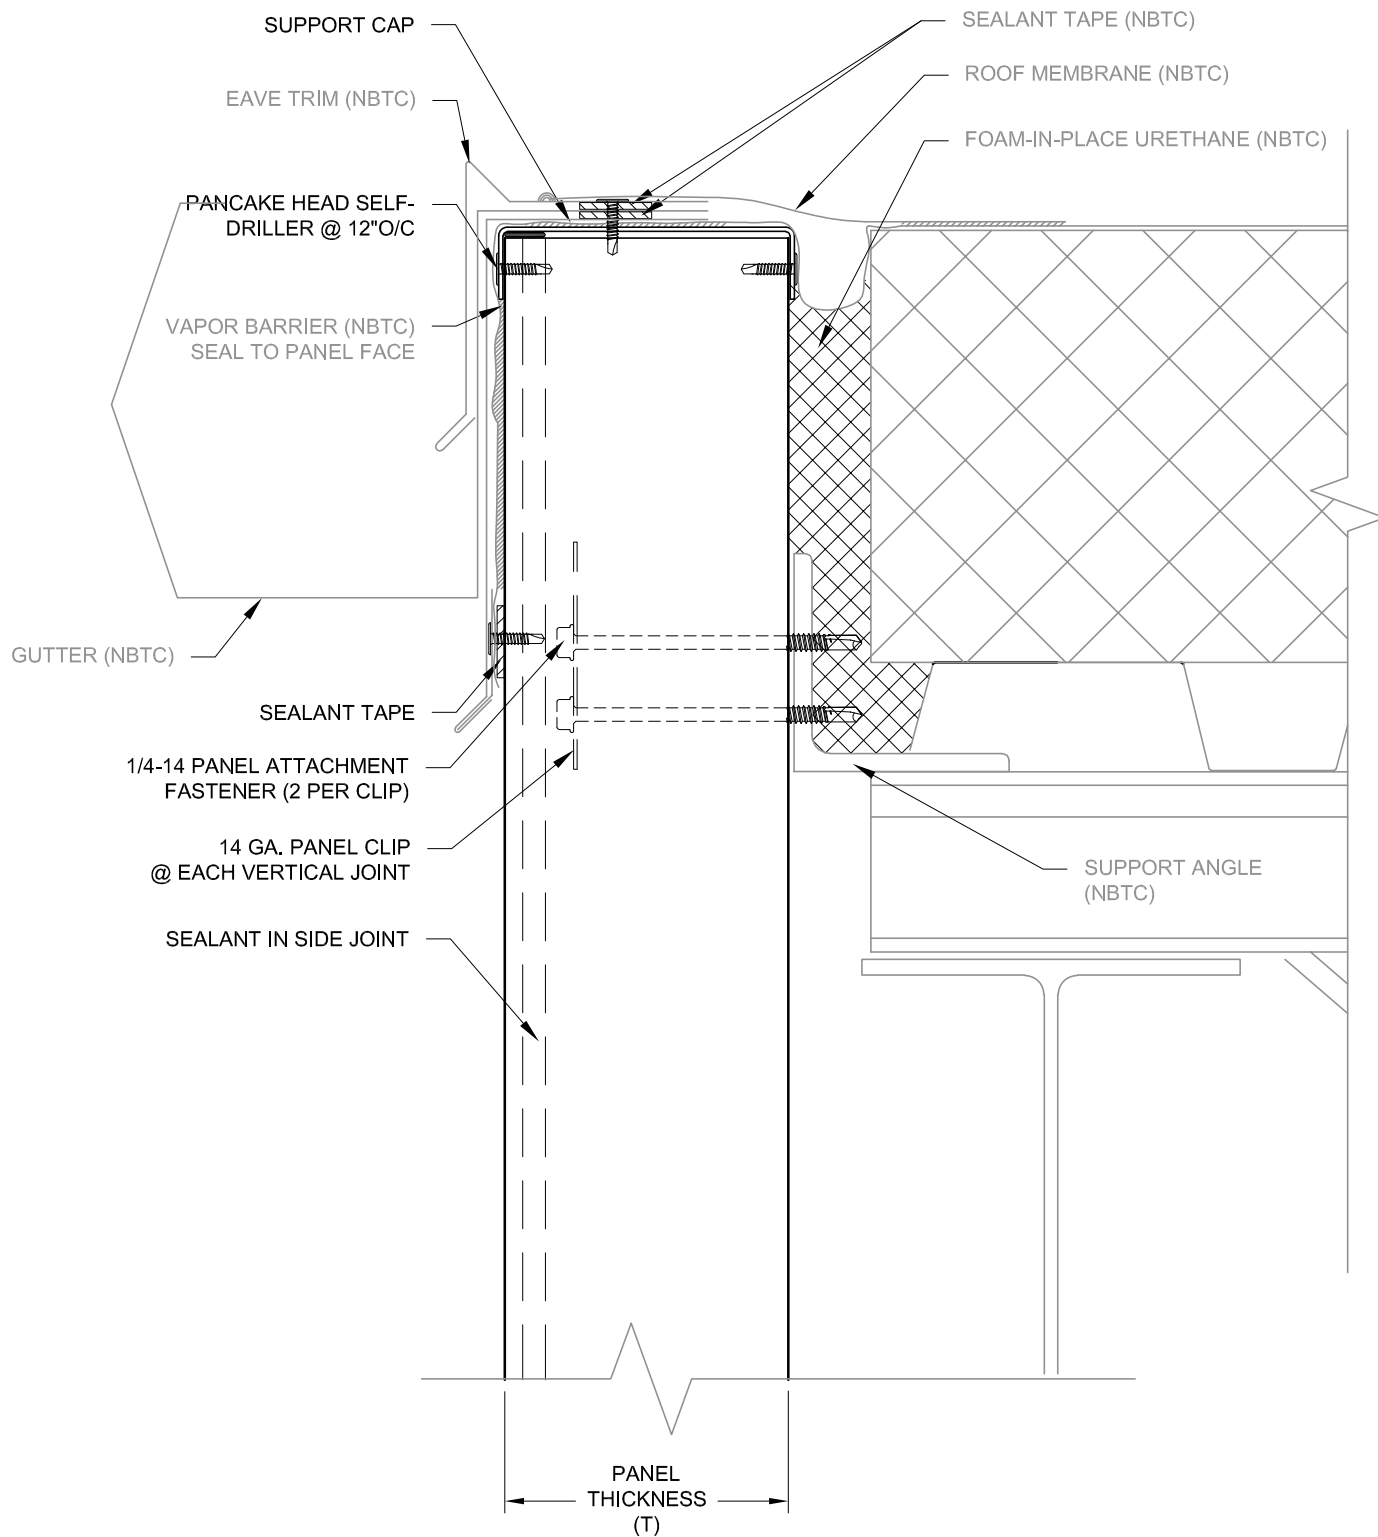 SUPPORT CAP
SEALANT TAPE (NBTC)
EAVE TRIM (NBTC)
ROOF MEMBRANE (NBTC)
FOAM-IN-PLACE URETHANE (NBTC)
PANCAKE HEAD SELF-
DRILLER @ 12"O/C
VAPOR BARRIER (NBTC)
SEAL TO PANEL FACE
GUTTER (NBTC)
SEALANT TAPE
1/4-14 PANEL ATTACHMENT
FASTENER (2 PER CLIP)
14 GA. PANEL CLIP
@ EACH VERTICAL JOINT
SUPPORT ANGLE
(NBTC)
SEALANT IN SIDE JOINT
PANEL
THICKNESS
(T)